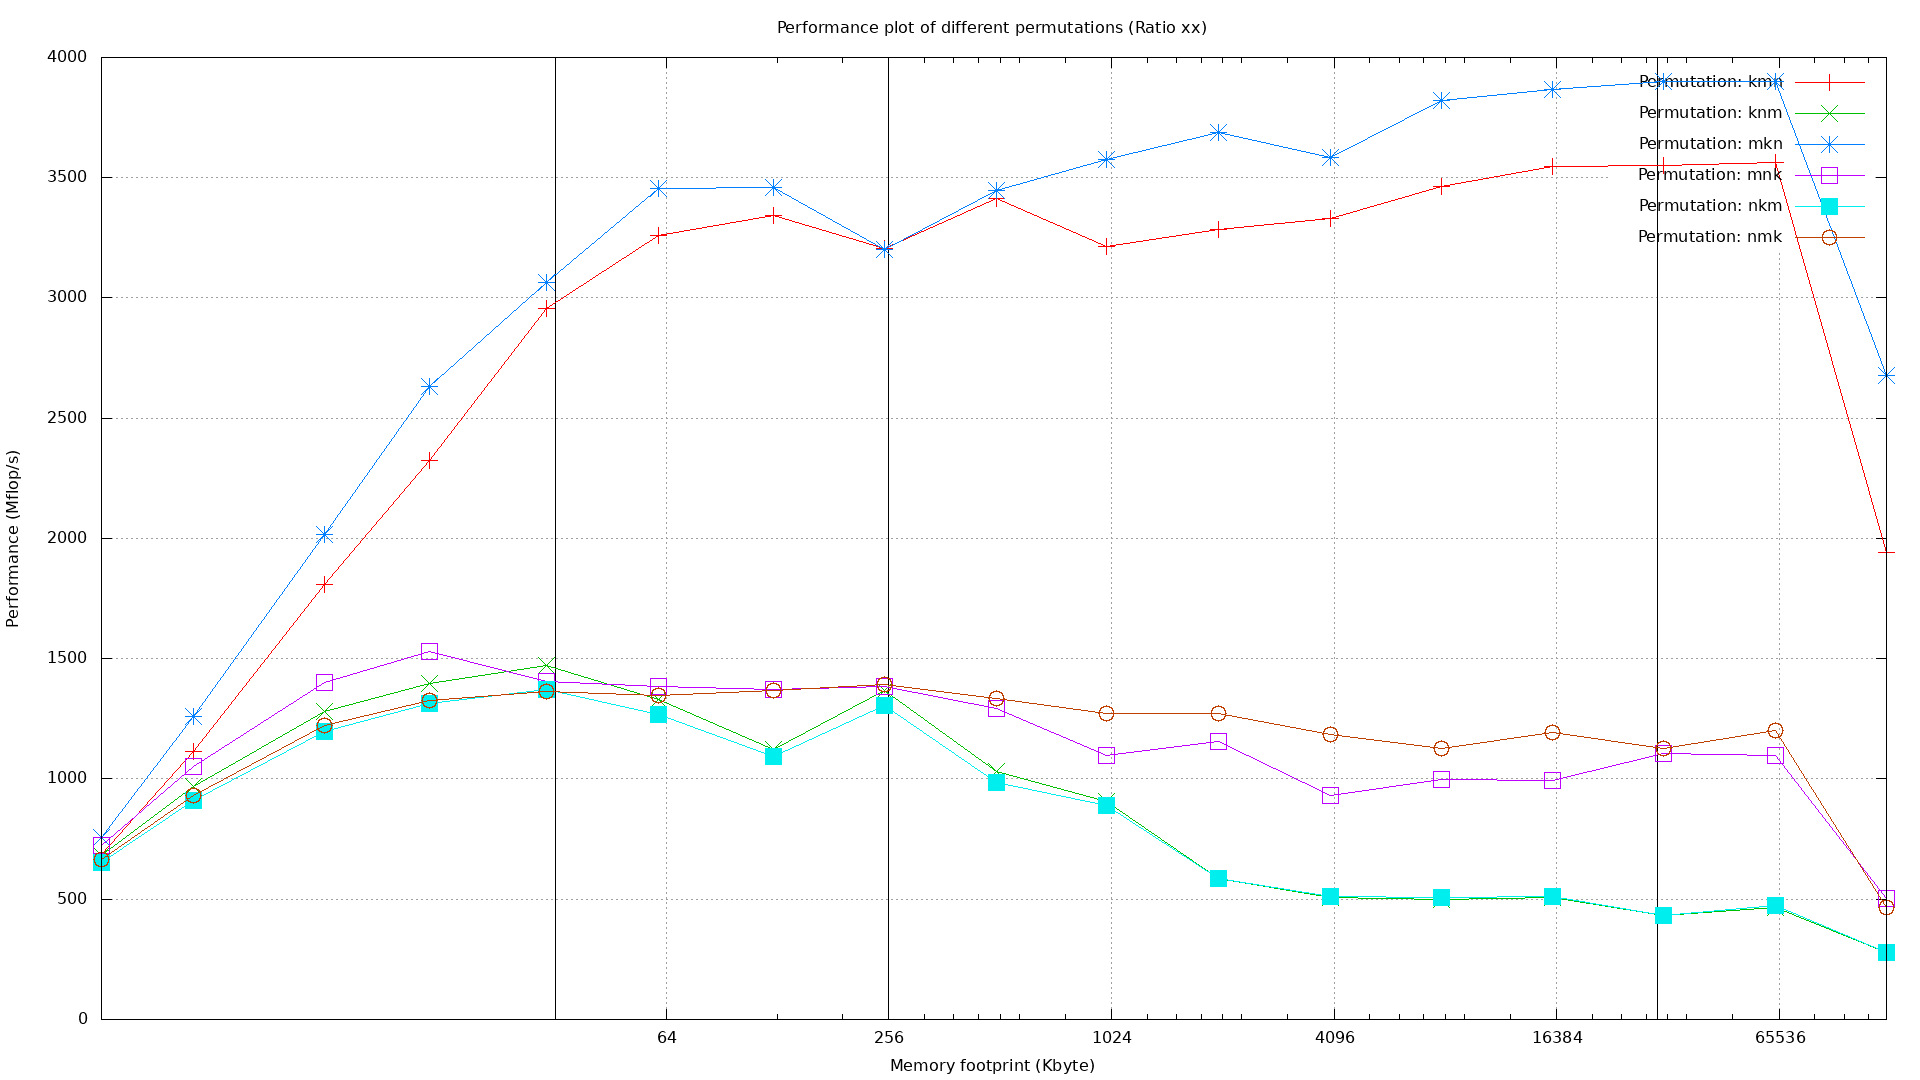 Performance plot of different permutations (Ratio xx)
4000
3500
3000
2500
2000
1500
1000
500
0
Performance (Mflop/s)
Permutation: kmn
Permutation: knm
Permutation: mkn
Permutation: mnk
Permutation: nkm
Permutation: nmk
64 256 1024 4096 16384 65536
Memory footprint (Kbyte)